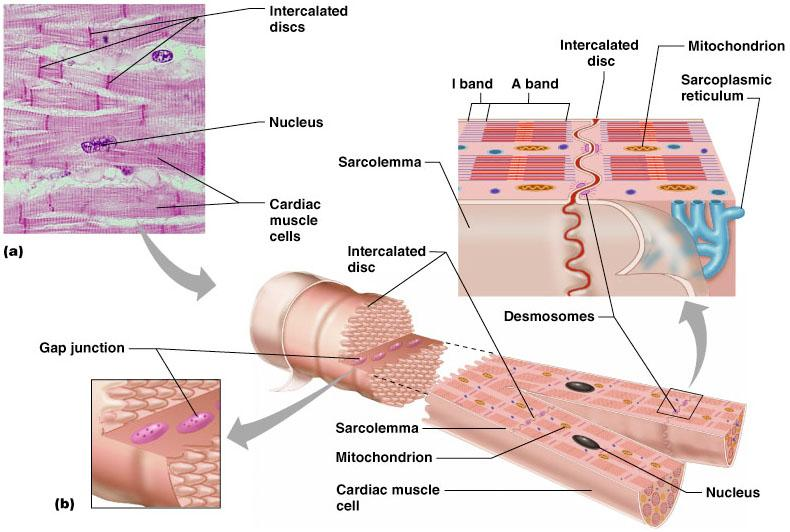 Intercalated
discs
Nucleus
Cardiac
muscle
cells
(a)
Intercalated
disc
Mitochondrion
I band
A band
Sarcoplasmic
reticulum
Sarcolemma
Intercalated
disc
Desmosomes
Gap junction
Sarcolemma
Mitochondrion
Cardiac muscle
cell
Nucleus
(b)